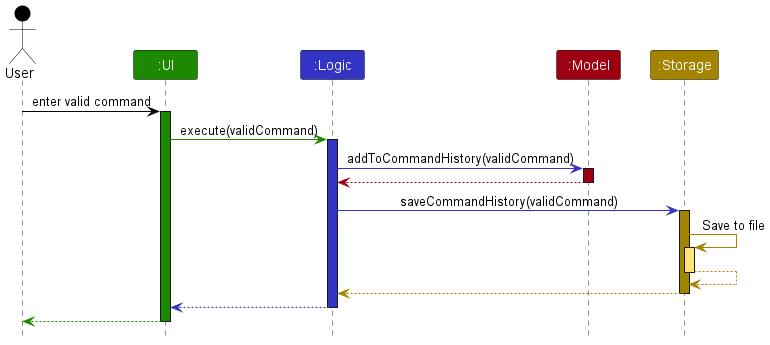 User
:UI
:Logic
:Model
:Storage
enter valid command
execute(validCommand)
addToCommandHistory(validCommand)
saveCommandHistory(validCommand)
Save to file